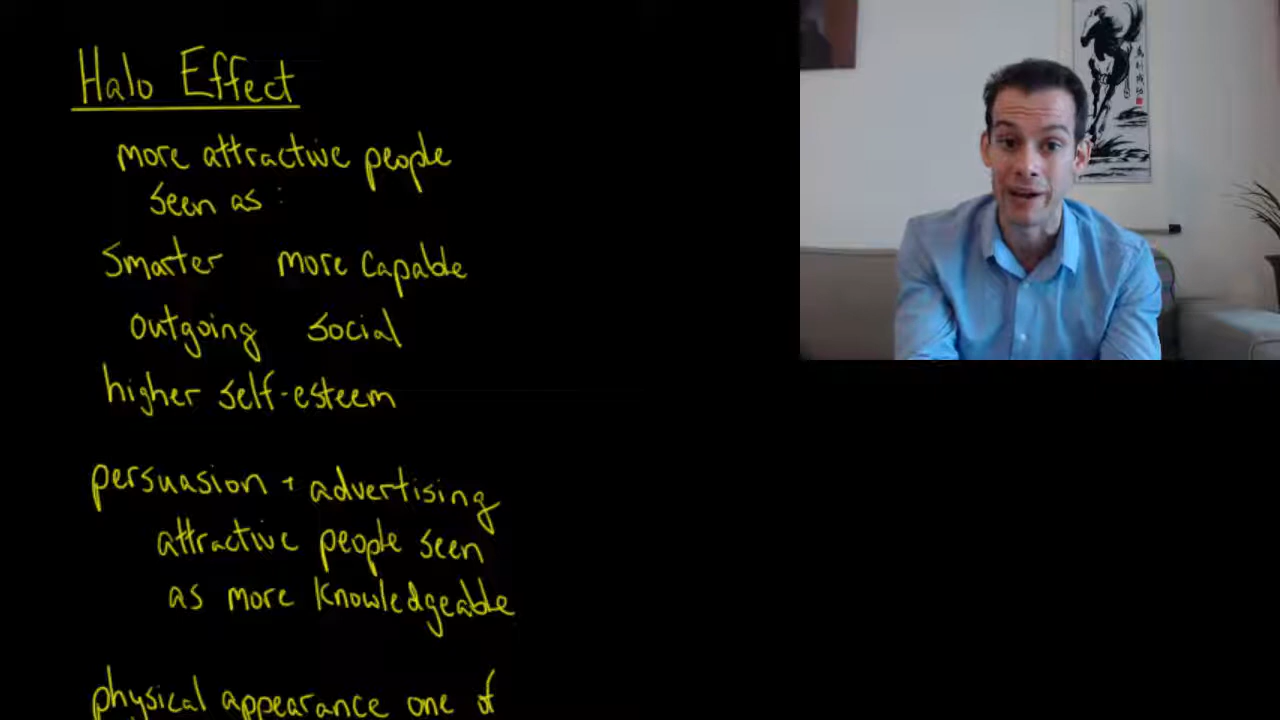 Halo Effect
more attractive people
seen as:
Smarter more capable
outgoing social
higher self-esteem
persuasion + advertising
attractive people seen
as more knowledgeable
physical appearance one of